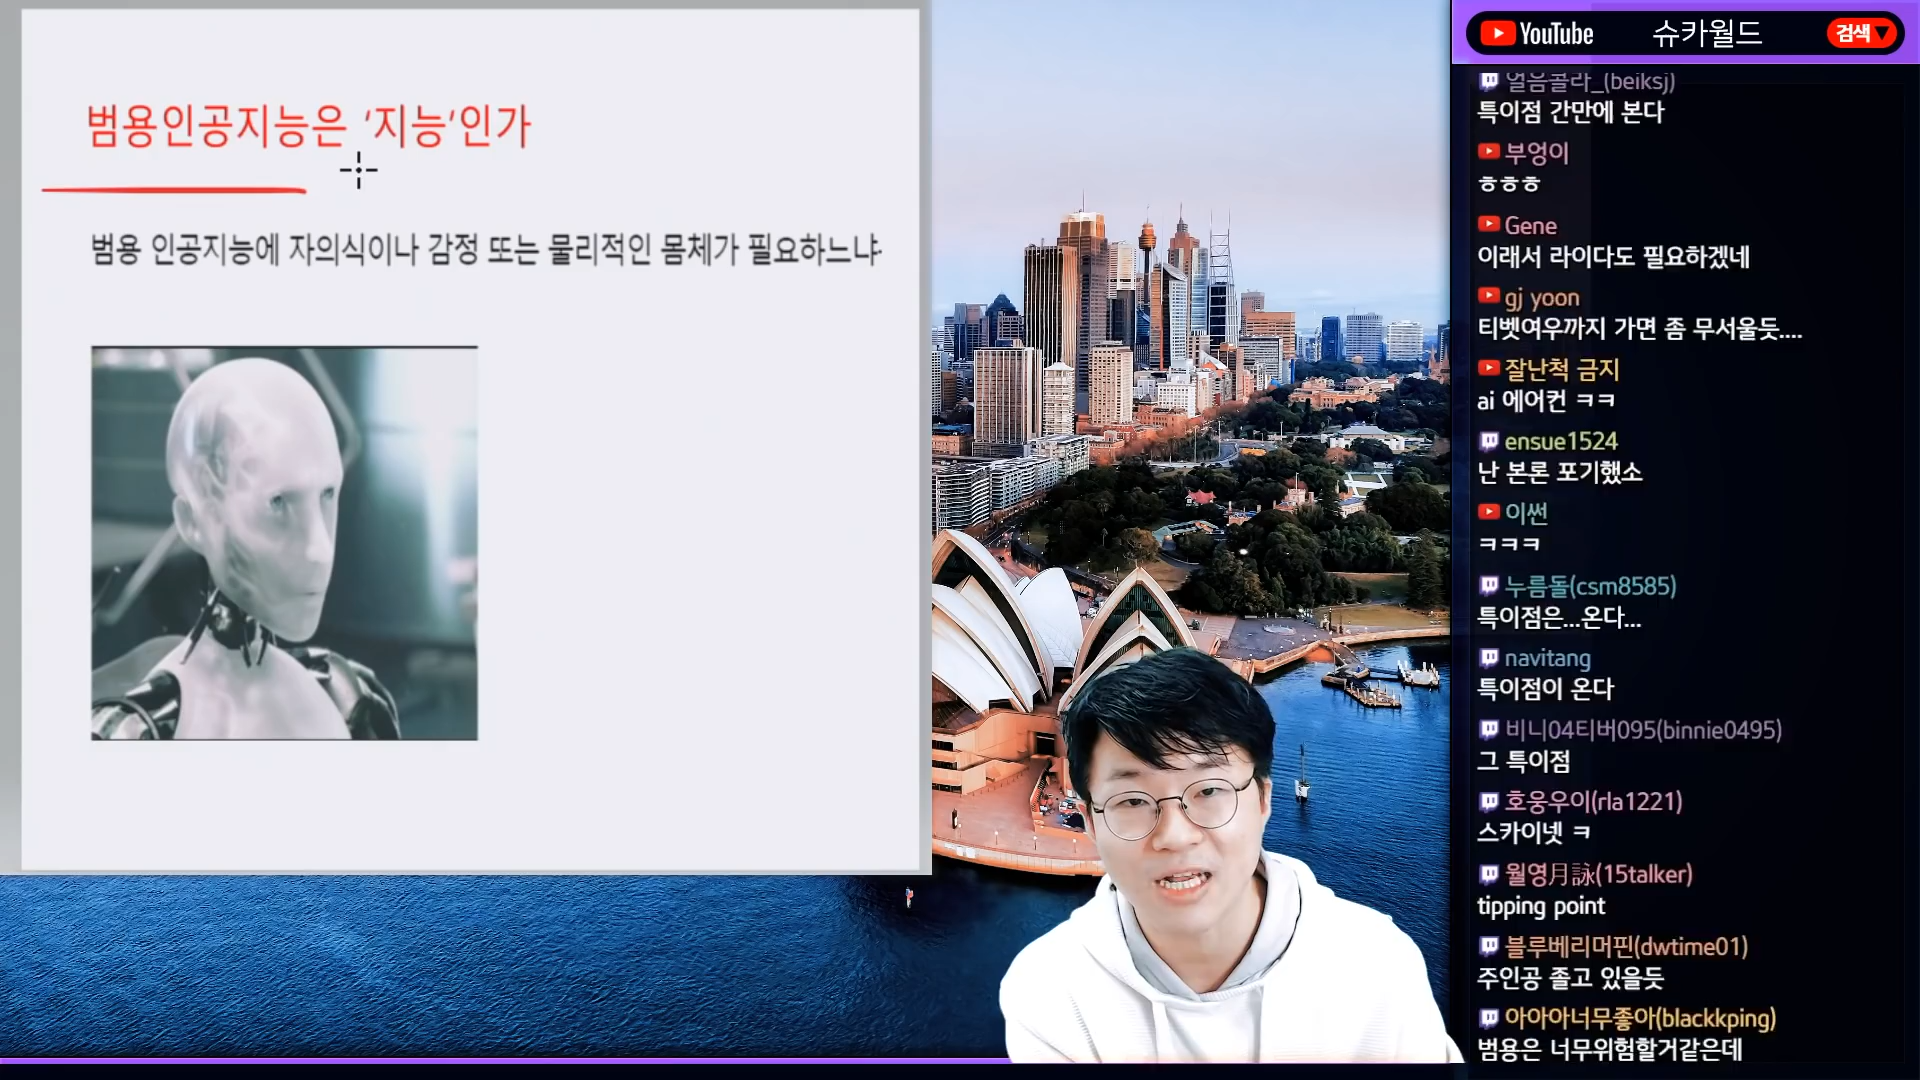 범용인공지능은 '지능'인가
범용 인공지능에 자의식이나 감정 또는 물리적인 몸체가 필요하느냐
YouTube 슈카월드 검색▼
얼음콜라_(beiksj)
특이점 간만에 본다
부엉이
ㅎㅎㅎ
Gene
이래서 라이다도 필요하겠네
gj yoon
티벳여우까지 가면 좀 무서울듯....
잘난척 금지
ai 에어컨 ㅋㅋ
ensue1524
난 본론 포기했소
이썬
ㅋㅋㅋ
누름돌(csm8585)
특이점은...온다...
navitang
특이점이 온다
비니04티버095(binnie0495)
그 특이점
호웅우이(rla1221)
스카이넷 ㅋ
월영月詠(15talker)
tipping point
블루베리머핀(dwtime01)
주인공 졸고 있을듯
아아아너무좋아(blackkping)
범용은 너무위험할거같은데